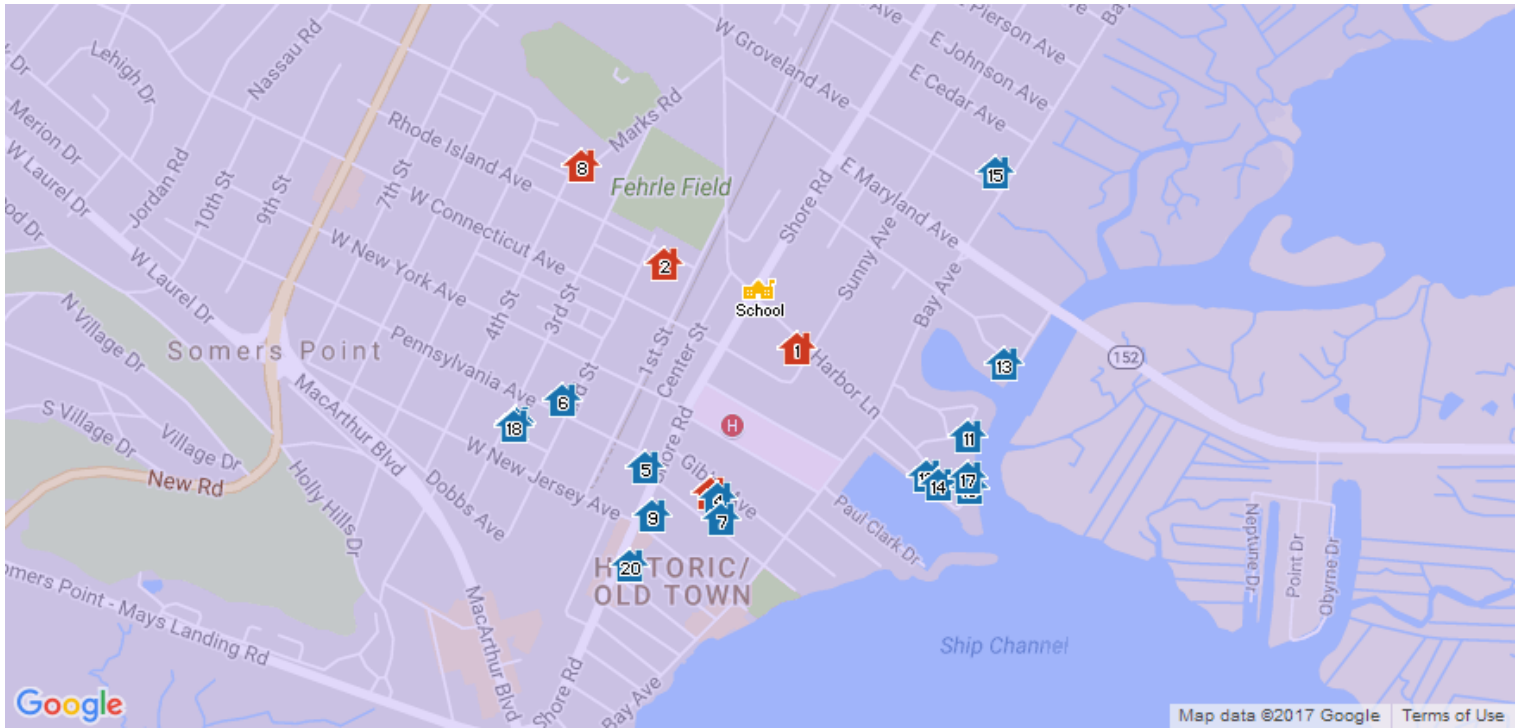 W Groveland Ave
E Pierson Ave
E Johnson Ave
E Cedar Ave
Nassau Rd
Lehigh Dr
Merion Dr
W Laurel Dr
Jordan Rd
10th St
9th St
7th St
Rhode Island Ave
Marks Rd
8
Fehrle Field
15
Shore Rd
E Maryland Ave
W Connecticut Ave
W New York Ave
2
Sunny Ave
Bay Ave
School
N Village Dr
W Laurel Dr
4th St
3rd St
Pennsylvania Ave
1st St
Center St
1
Harbor Ln
Somers Point
152
13
MacArthur Blvd
6
18
S Village Dr
Village Dr
New Rd
Holly Hills Dr
Dobbs Ave
W New Jersey Ave
5
H
11
14
17
4
7
9
Paul Clark Dr
20
OLD TOWN
Neptune Dr
Point Dr
Obyrne Dr
Somers Point - Mays Landing Rd
MacArthur Blvd
Shore Rd
Bay Ave
Ship Channel
Google
Map data ©2017 Google
Terms of Use